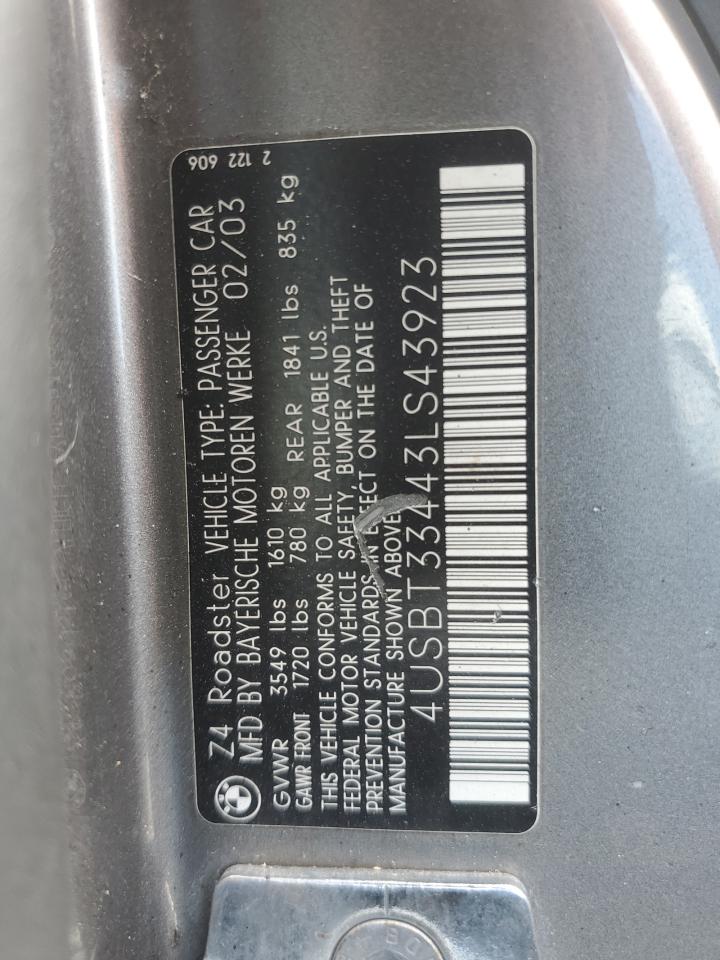 2 122 606
Z4 Roadster VEHICLE TYPE: PASSENGER CAR
MFD BY BAYERISCHE MOTOREN WERKE 02/03
GVWR 3549 lbs 1610 kg
GAWR FRONT 1720 lbs 780 kg REAR 1841 lbs 835 kg
THIS VEHICLE CONFORMS TO ALL APPLICABLE U.S.
FEDERAL MOTOR VEHICLE SAFETY, BUMPER AND THEFT
PREVENTION STANDARDS IN EFFECT ON THE DATE OF
MANUFACTURE SHOWN ABOVE
4USBT33443LS43923